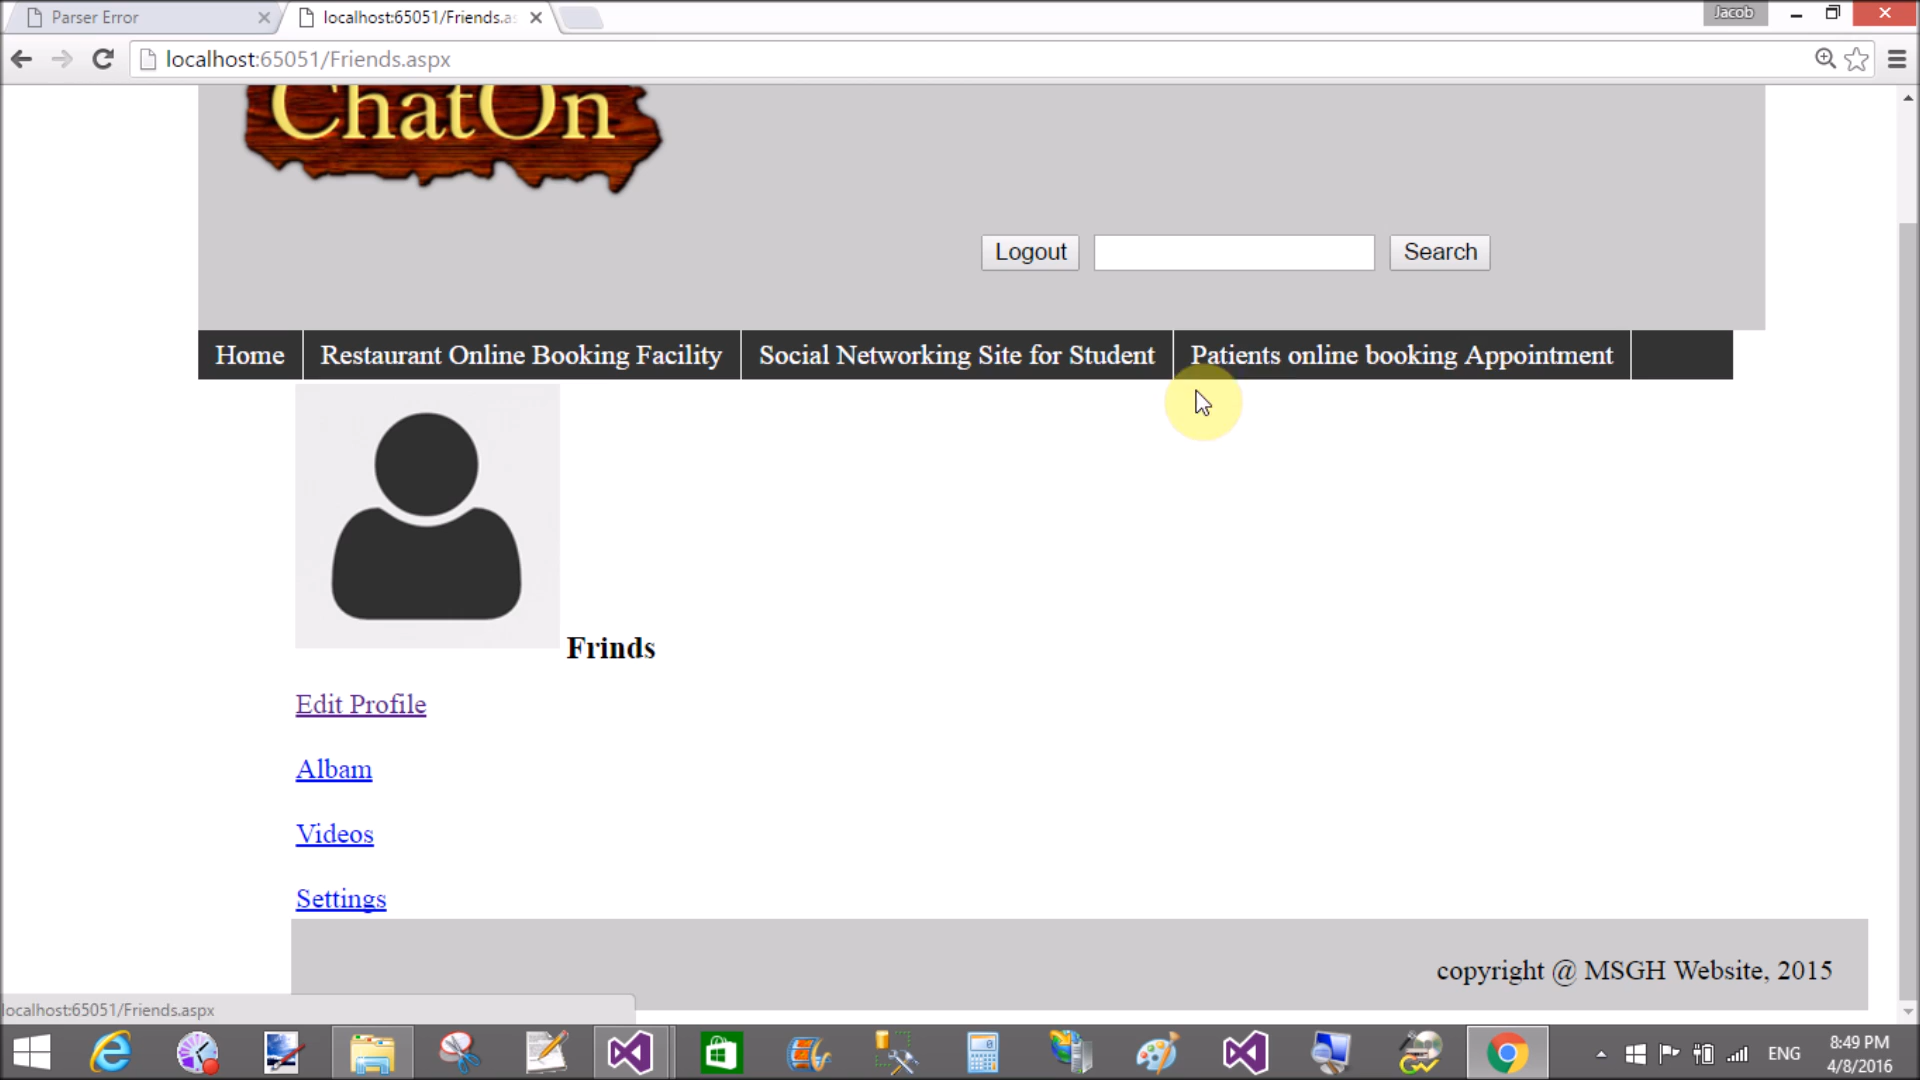 Parser Error
localhost:65051/Friends.as
Jacob
localhost:65051/Friends.aspx
ChatOn
Logout
Search
Home
Restaurant Online Booking Facility
Social Networking Site for Student
Patients online booking Appointment
Frinds
Edit Profile
Albam
Videos
Settings
copyright @ MSGH Website, 2015
localhost:65051/Friends.aspx
ENG
8:49 PM
4/8/2016